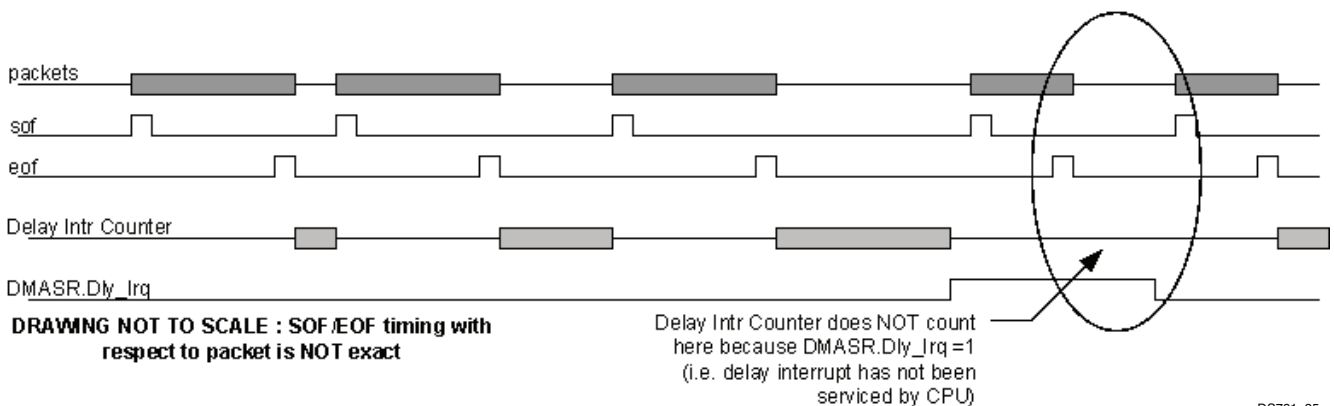 packets
sof
eof
Delay Intr Counter
DMASR.Dly_Irq
DRAWING NOT TO SCALE : SOF/EOF timing with
respect to packet is NOT exact
Delay Intr Counter does NOT count
here because DMASR.Dly_Irq =1
(i.e. delay interrupt has not been
serviced by CPU)